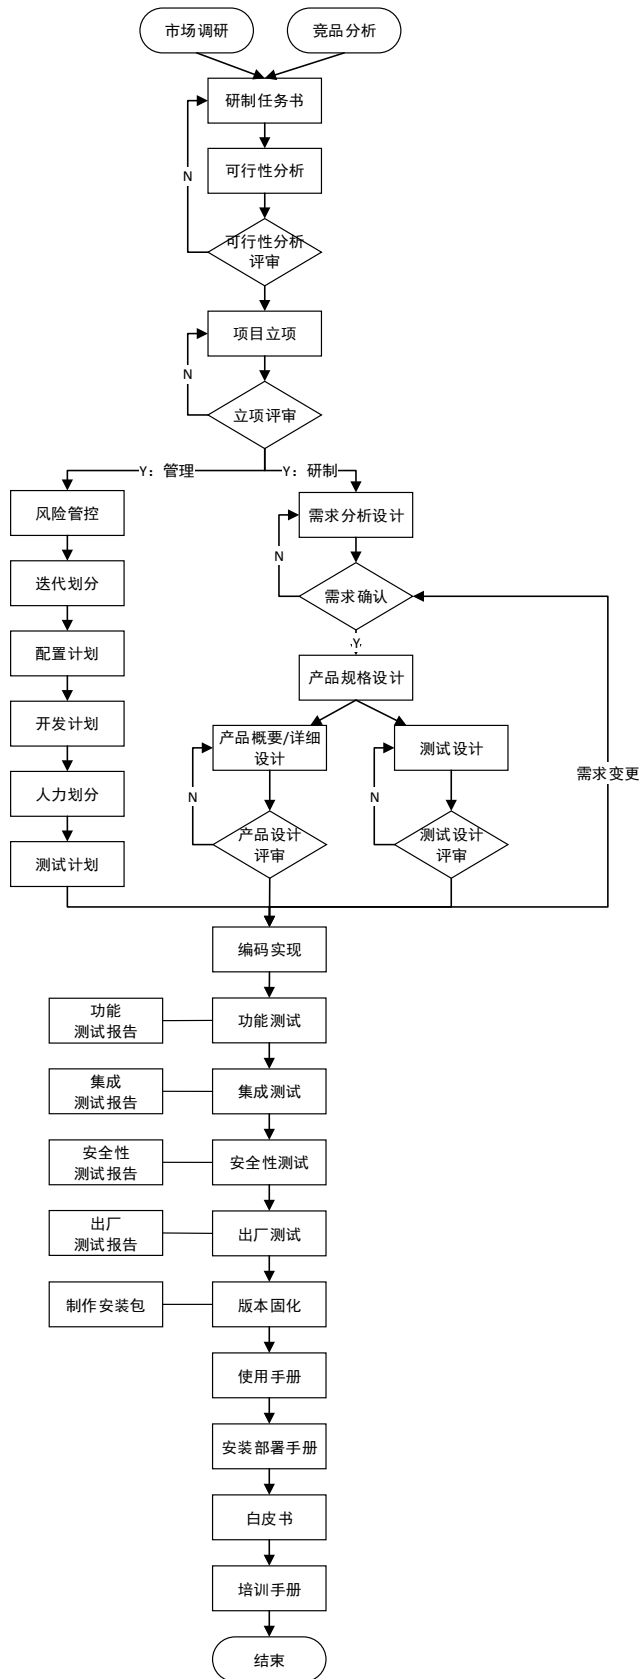 市场调研
竞品分析
研制任务书
N
可行性分析
可行性分析
评审
项目立项
N
立项评审
Y：管理
Y：研制
风险管控
需求分析设计
N
迭代划分
需求确认
Y
配置计划
产品规格设计
开发计划
产品概要/详细
设计
测试设计
需求变更
N
N
人力划分
产品设计
评审
测试设计
评审
测试计划
编码实现
功能
测试报告
功能测试
集成
测试报告
集成测试
安全性
测试报告
安全性测试
出厂
测试报告
出厂测试
制作安装包
版本固化
使用手册
安装部署手册
白皮书
培训手册
结束